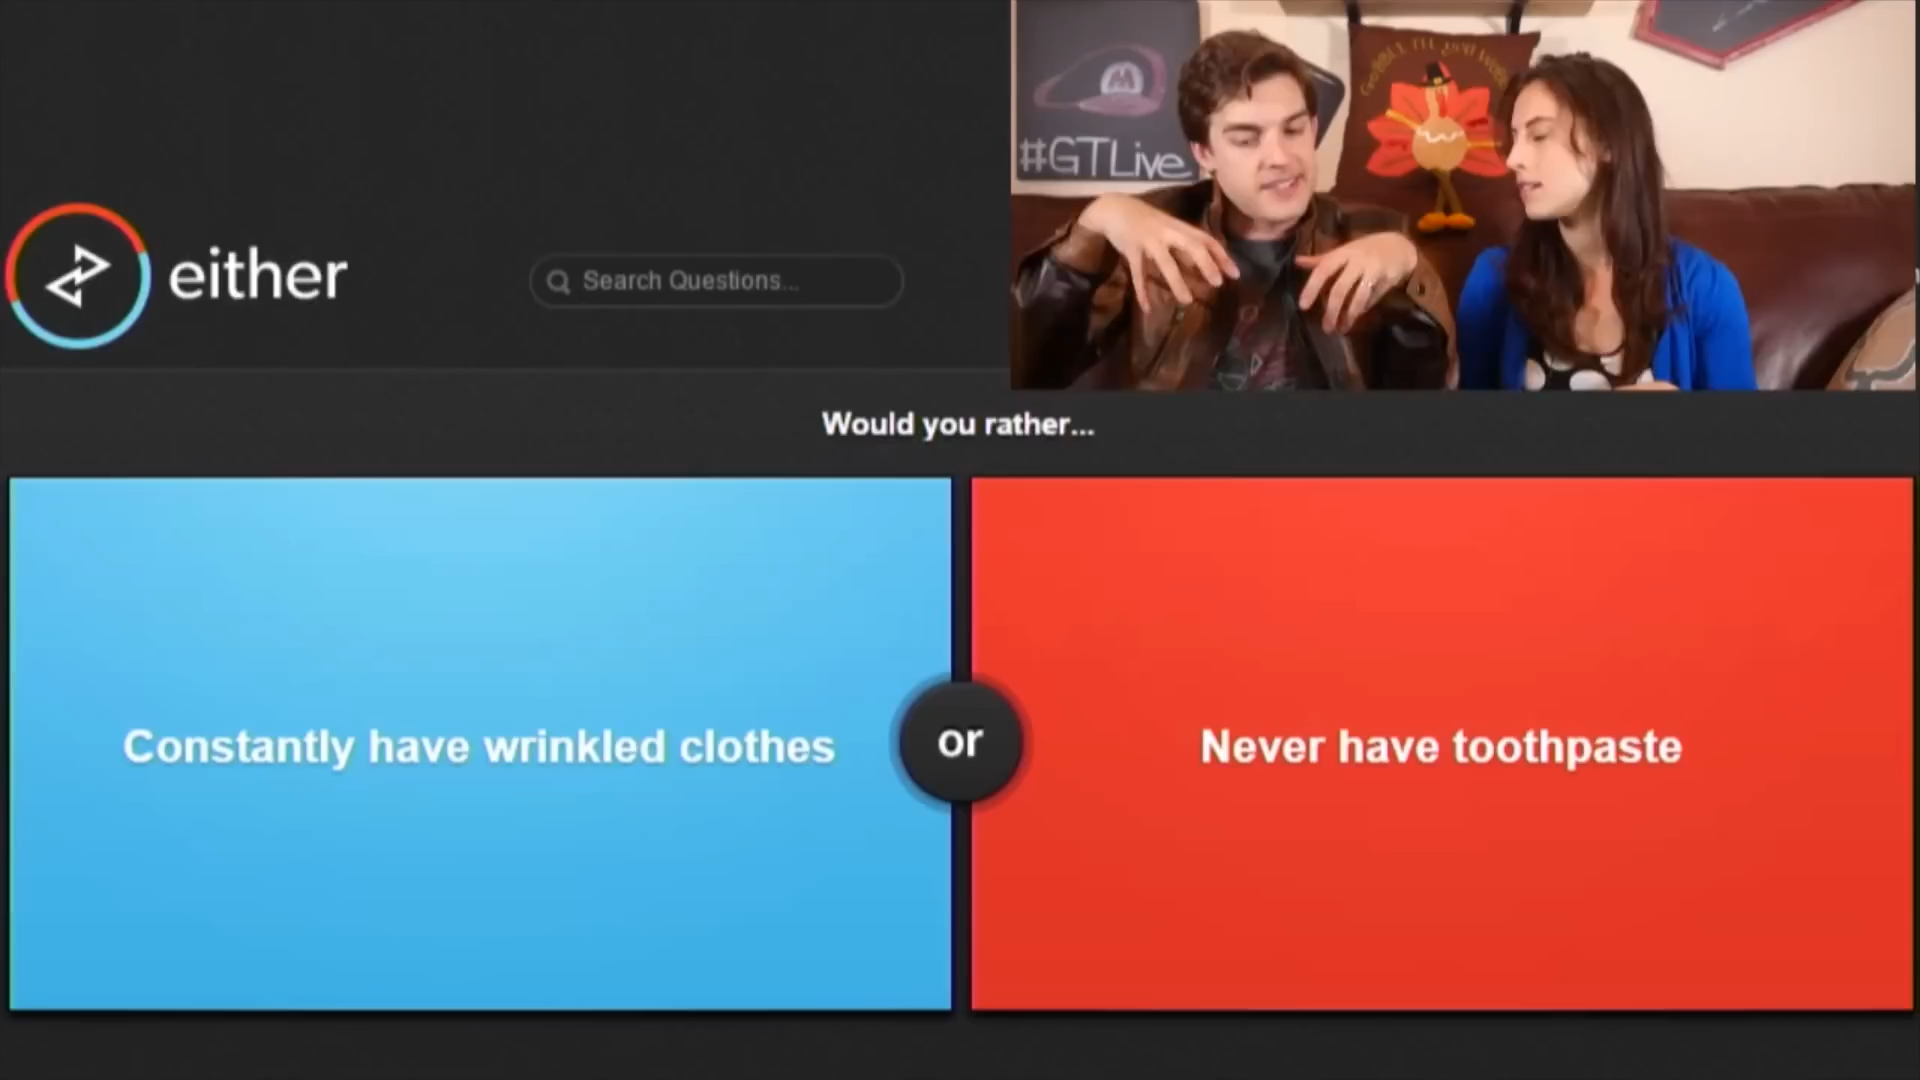 #GTLive
either
Search Questions...
Would you rather...
Constantly have wrinkled clothes
or
Never have toothpaste